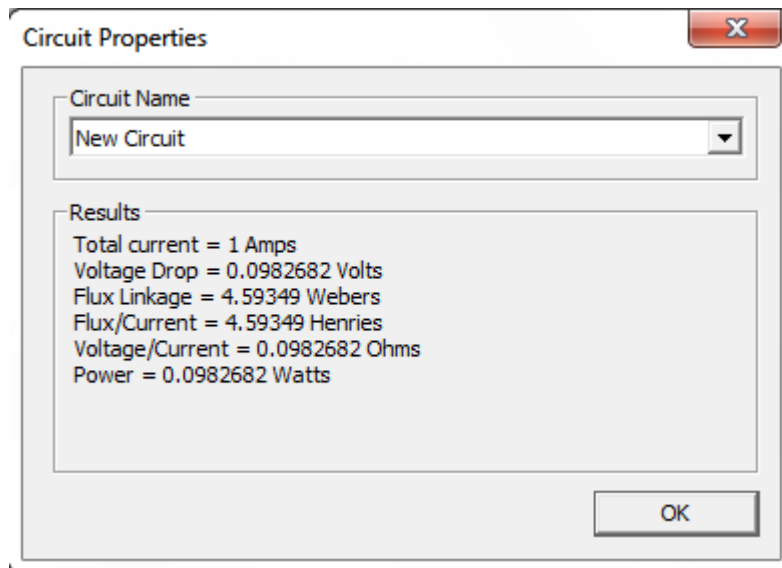 Circuit Properties
X
Circuit Name
New Circuit
Results
Total current = 1 Amps
Voltage Drop = 0.0982682 Volts
Flux Linkage = 4.59349 Webers
Flux/Current = 4.59349 Henries
Voltage/Current = 0.0982682 Ohms
Power = 0.0982682 Watts
OK